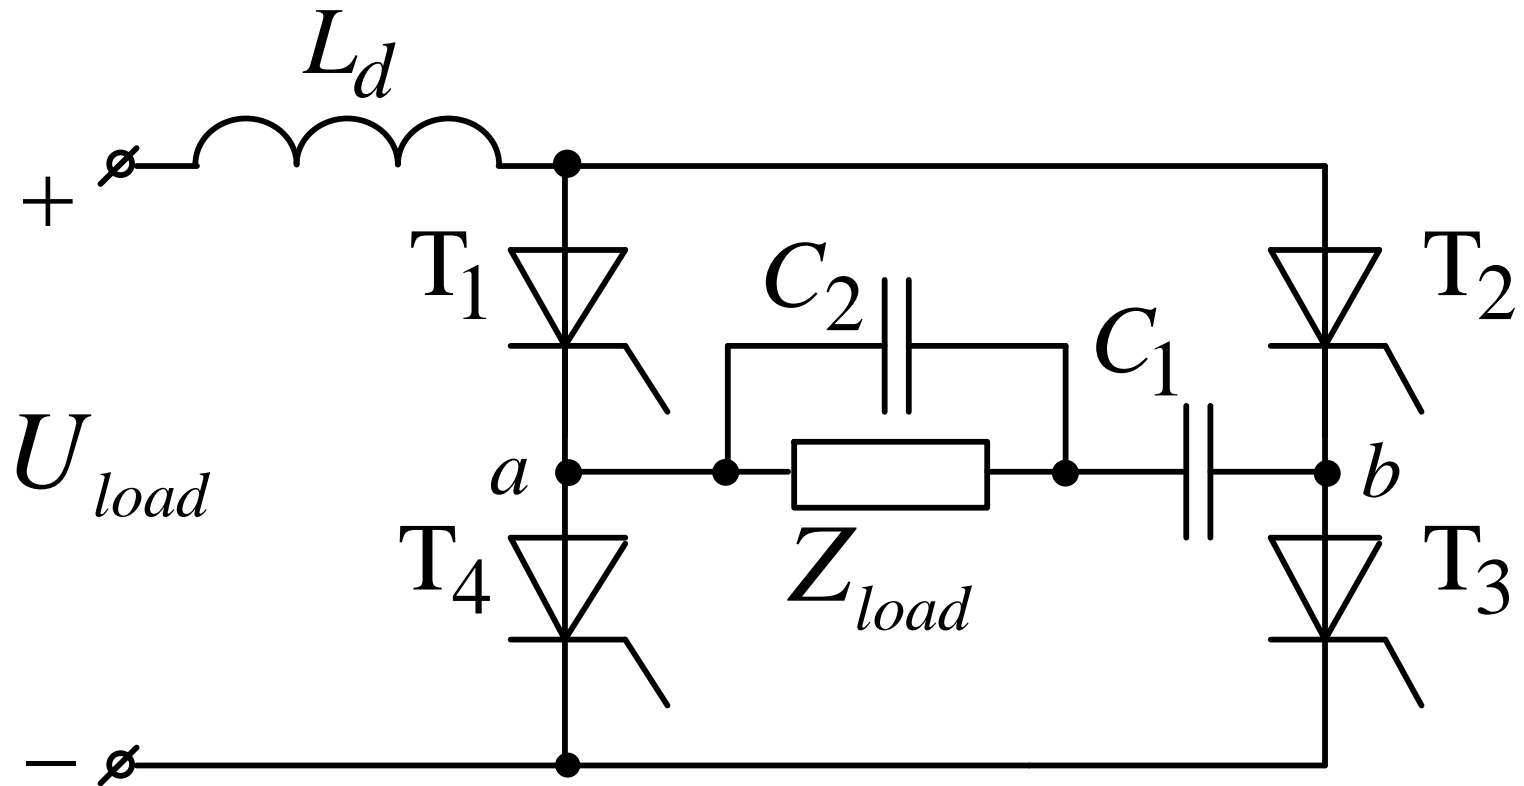 L_d
+
T_1
C_2
C_1
T_2
U_load
a
b
T_4
Z_load
T_3
−